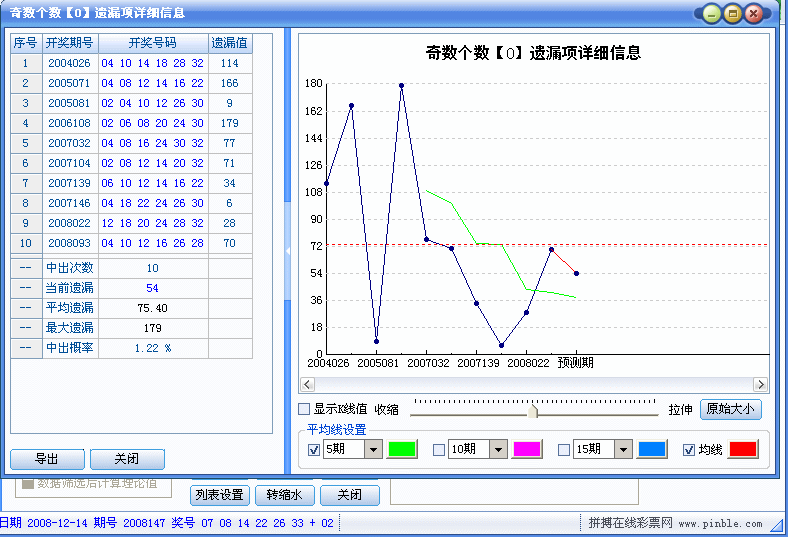 奇数个数【0】遗漏项详细信息
序号 开奖期号 开奖号码 遗漏值
1 2004026 04 10 14 18 28 32 114
2 2005071 04 08 12 14 16 22 166
3 2005081 02 04 10 12 26 30 9
4 2006108 02 06 08 20 24 30 179
5 2007032 04 08 16 24 30 32 77
6 2007104 02 08 12 14 20 32 71
7 2007139 06 10 12 14 16 22 34
8 2007146 04 18 22 24 26 30 6
9 2008022 12 18 20 24 28 32 28
10 2008093 04 10 12 16 26 28 70
-- 中出次数 10
-- 当前遗漏 54
-- 平均遗漏 75.40
-- 最大遗漏 179
-- 中出概率 1.22 %
导出 关闭
奇数个数【0】遗漏项详细信息
180
162
144
126
108
90
72
54
36
18
0
2004026 2005081 2007032 2007139 2008022 预测期
显示K线值 收缩 拉伸 原始大小
平均线设置
5期 10期 15期 均线
数据筛选后计算理论值
列表设置 转缩水 关闭
日期 2008-12-14 期号 2008147 奖号 07 08 14 22 26 33 + 02
拼搏在线彩票网 www.pinble.com